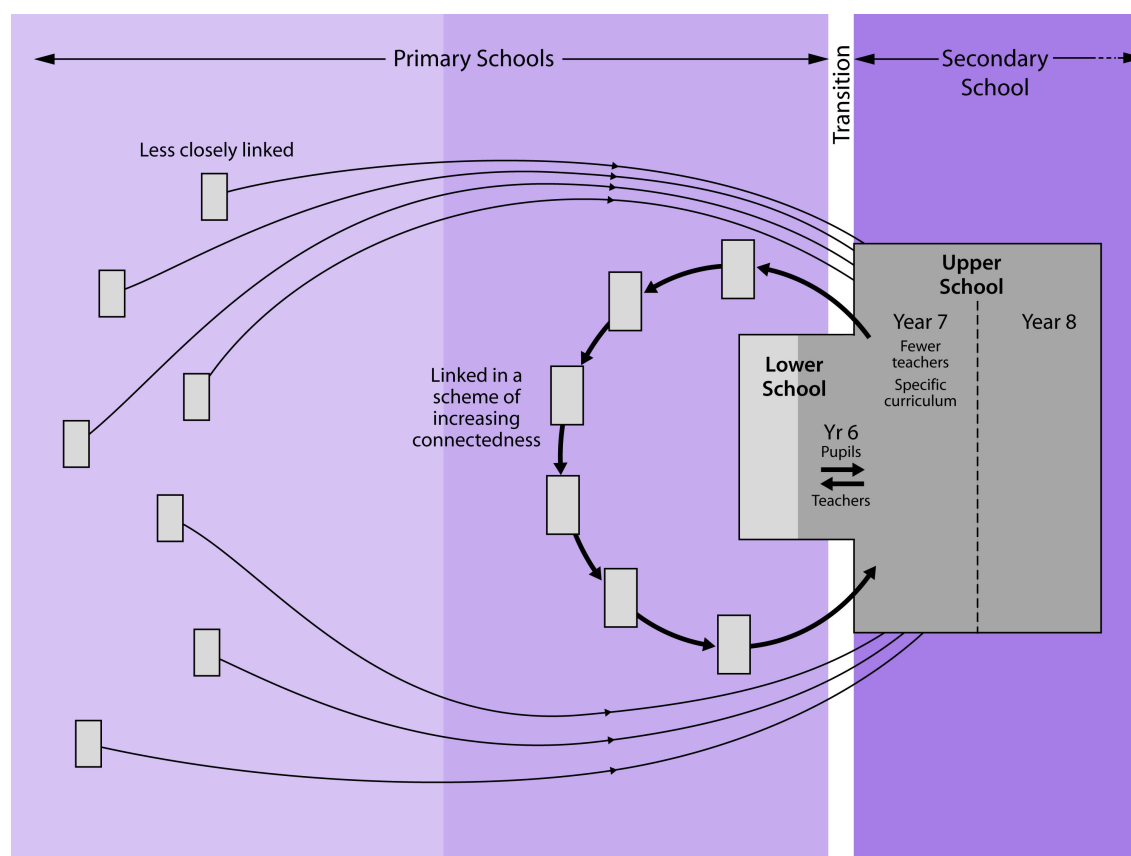 Primary Schools
Transition
Secondary
School
Less closely linked
Upper
School
Year 7
Year 8
Fewer
teachers
Specific
curriculum
Lower
School
Linked in a
scheme of
increasing
connectedness
Yr 6
Pupils
Teachers